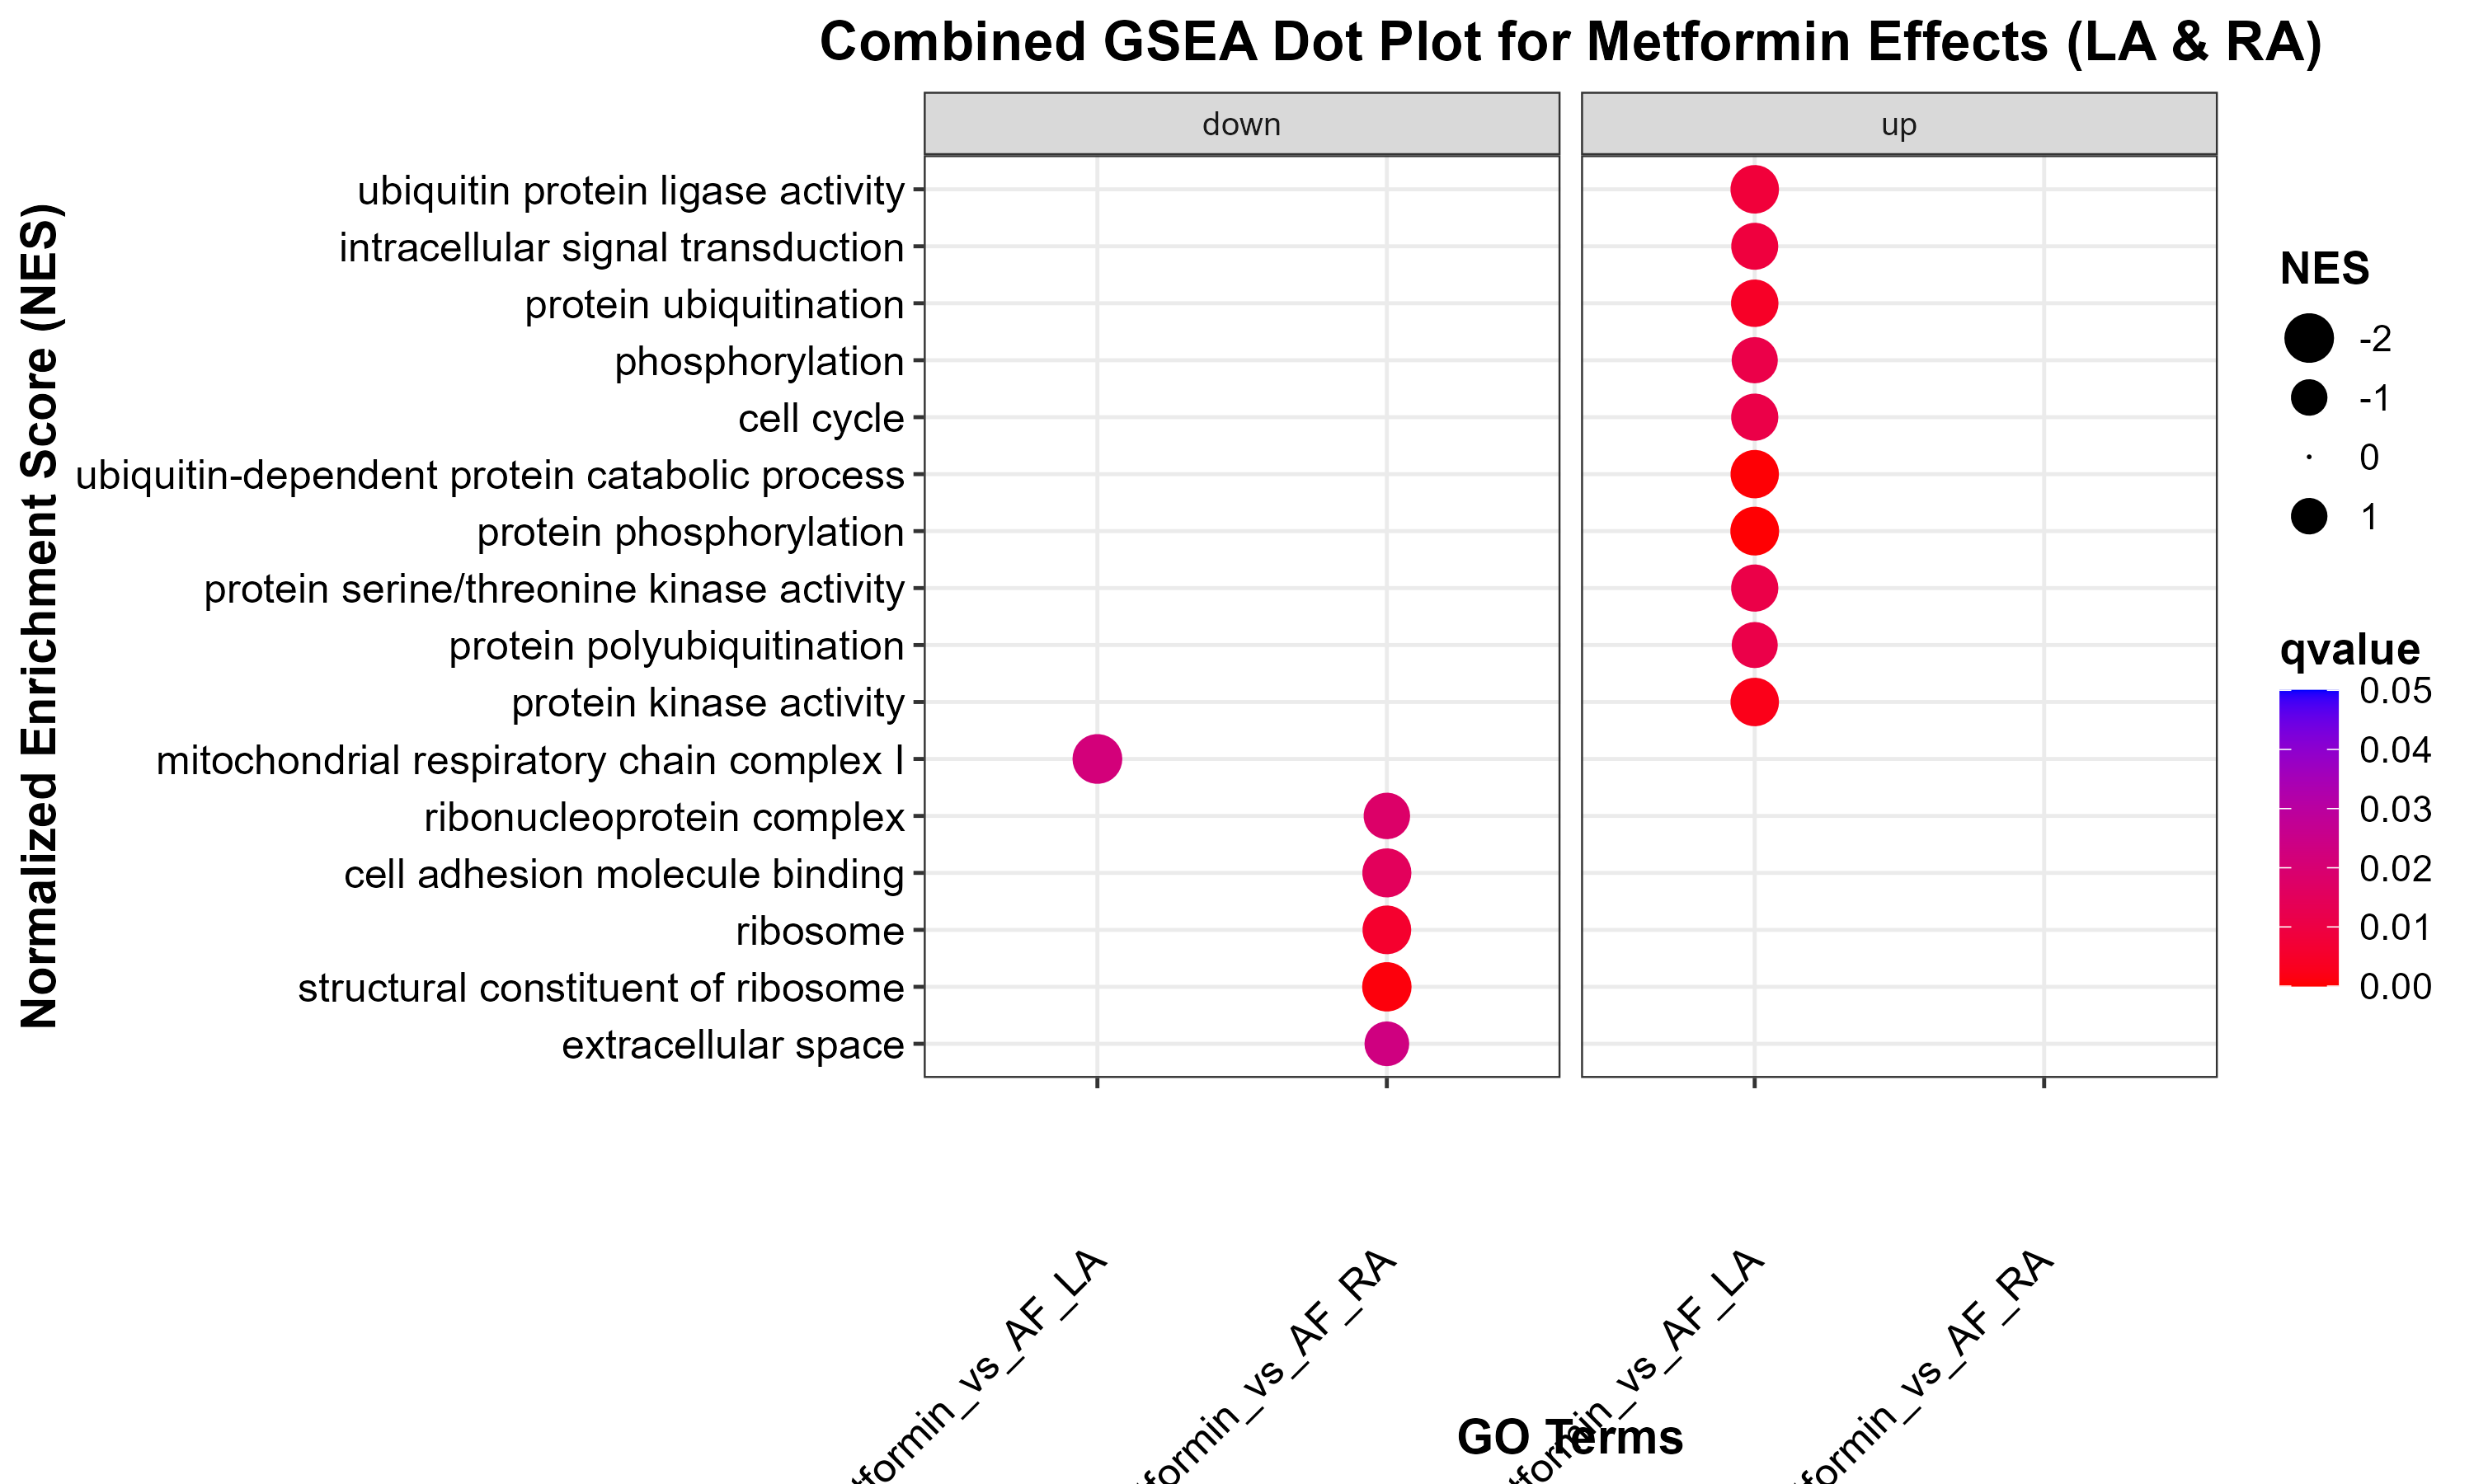 Combined GSEA Dot Plot for Metformin Effects (LA & RA)
down
up
Normalized Enrichment Score (NES)
ubiquitin protein ligase activity
intracellular signal transduction
protein ubiquitination
phosphorylation
cell cycle
ubiquitin-dependent protein catabolic process
protein phosphorylation
protein serine/threonine kinase activity
protein polyubiquitination
protein kinase activity
mitochondrial respiratory chain complex I
ribonucleoprotein complex
cell adhesion molecule binding
ribosome
structural constituent of ribosome
extracellular space
NES
-2
-1
0
1
qvalue
0.05
0.04
0.03
0.02
0.01
0.00
tformin_vs_AF_LA
formin_vs_AF_RA
tformin_vs_AF_LA
formin_vs_AF_RA
GO Terms